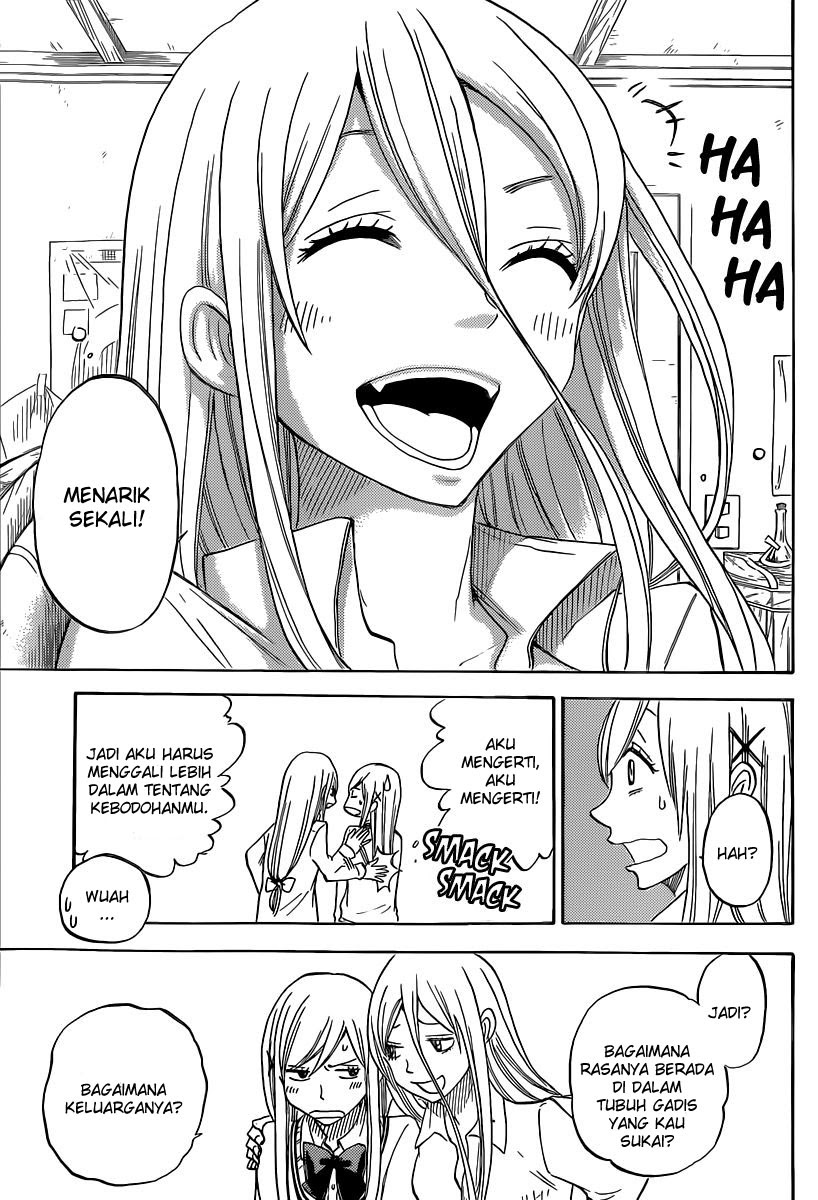 HA
HA
HA
MENARIK
SEKALI!
HAH?
AKU
MENGERTI,
AKU
MENGERTI!
SMACK
SMACK
JADI AKU HARUS
MENGGALI LEBIH
DALAM TENTANG
KEBODOHANMU.
WUAH
...
JADI?
BAGAIMANA
RASANYA BERADA
DI DALAM
TUBUH GADIS
YANG KAU
SUKAI?
BAGAIMANA
KELUARGANYA?